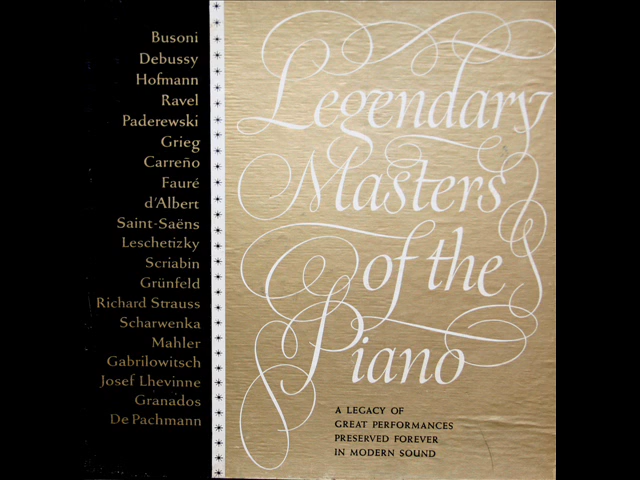 Busoni
Debussy
Hofmann
Ravel
Paderewski
Grieg
Carreño
Fauré
d'Albert
Saint-Saëns
Leschetizky
Scriabin
Grünfeld
Richard Strauss
Scharwenka
Mahler
Gabrilowitsch
Josef Lhevinne
Granados
De Pachmann
Legendary
Masters
of the
Piano
A LEGACY OF
GREAT PERFORMANCES
PRESERVED FOREVER
IN MODERN SOUND